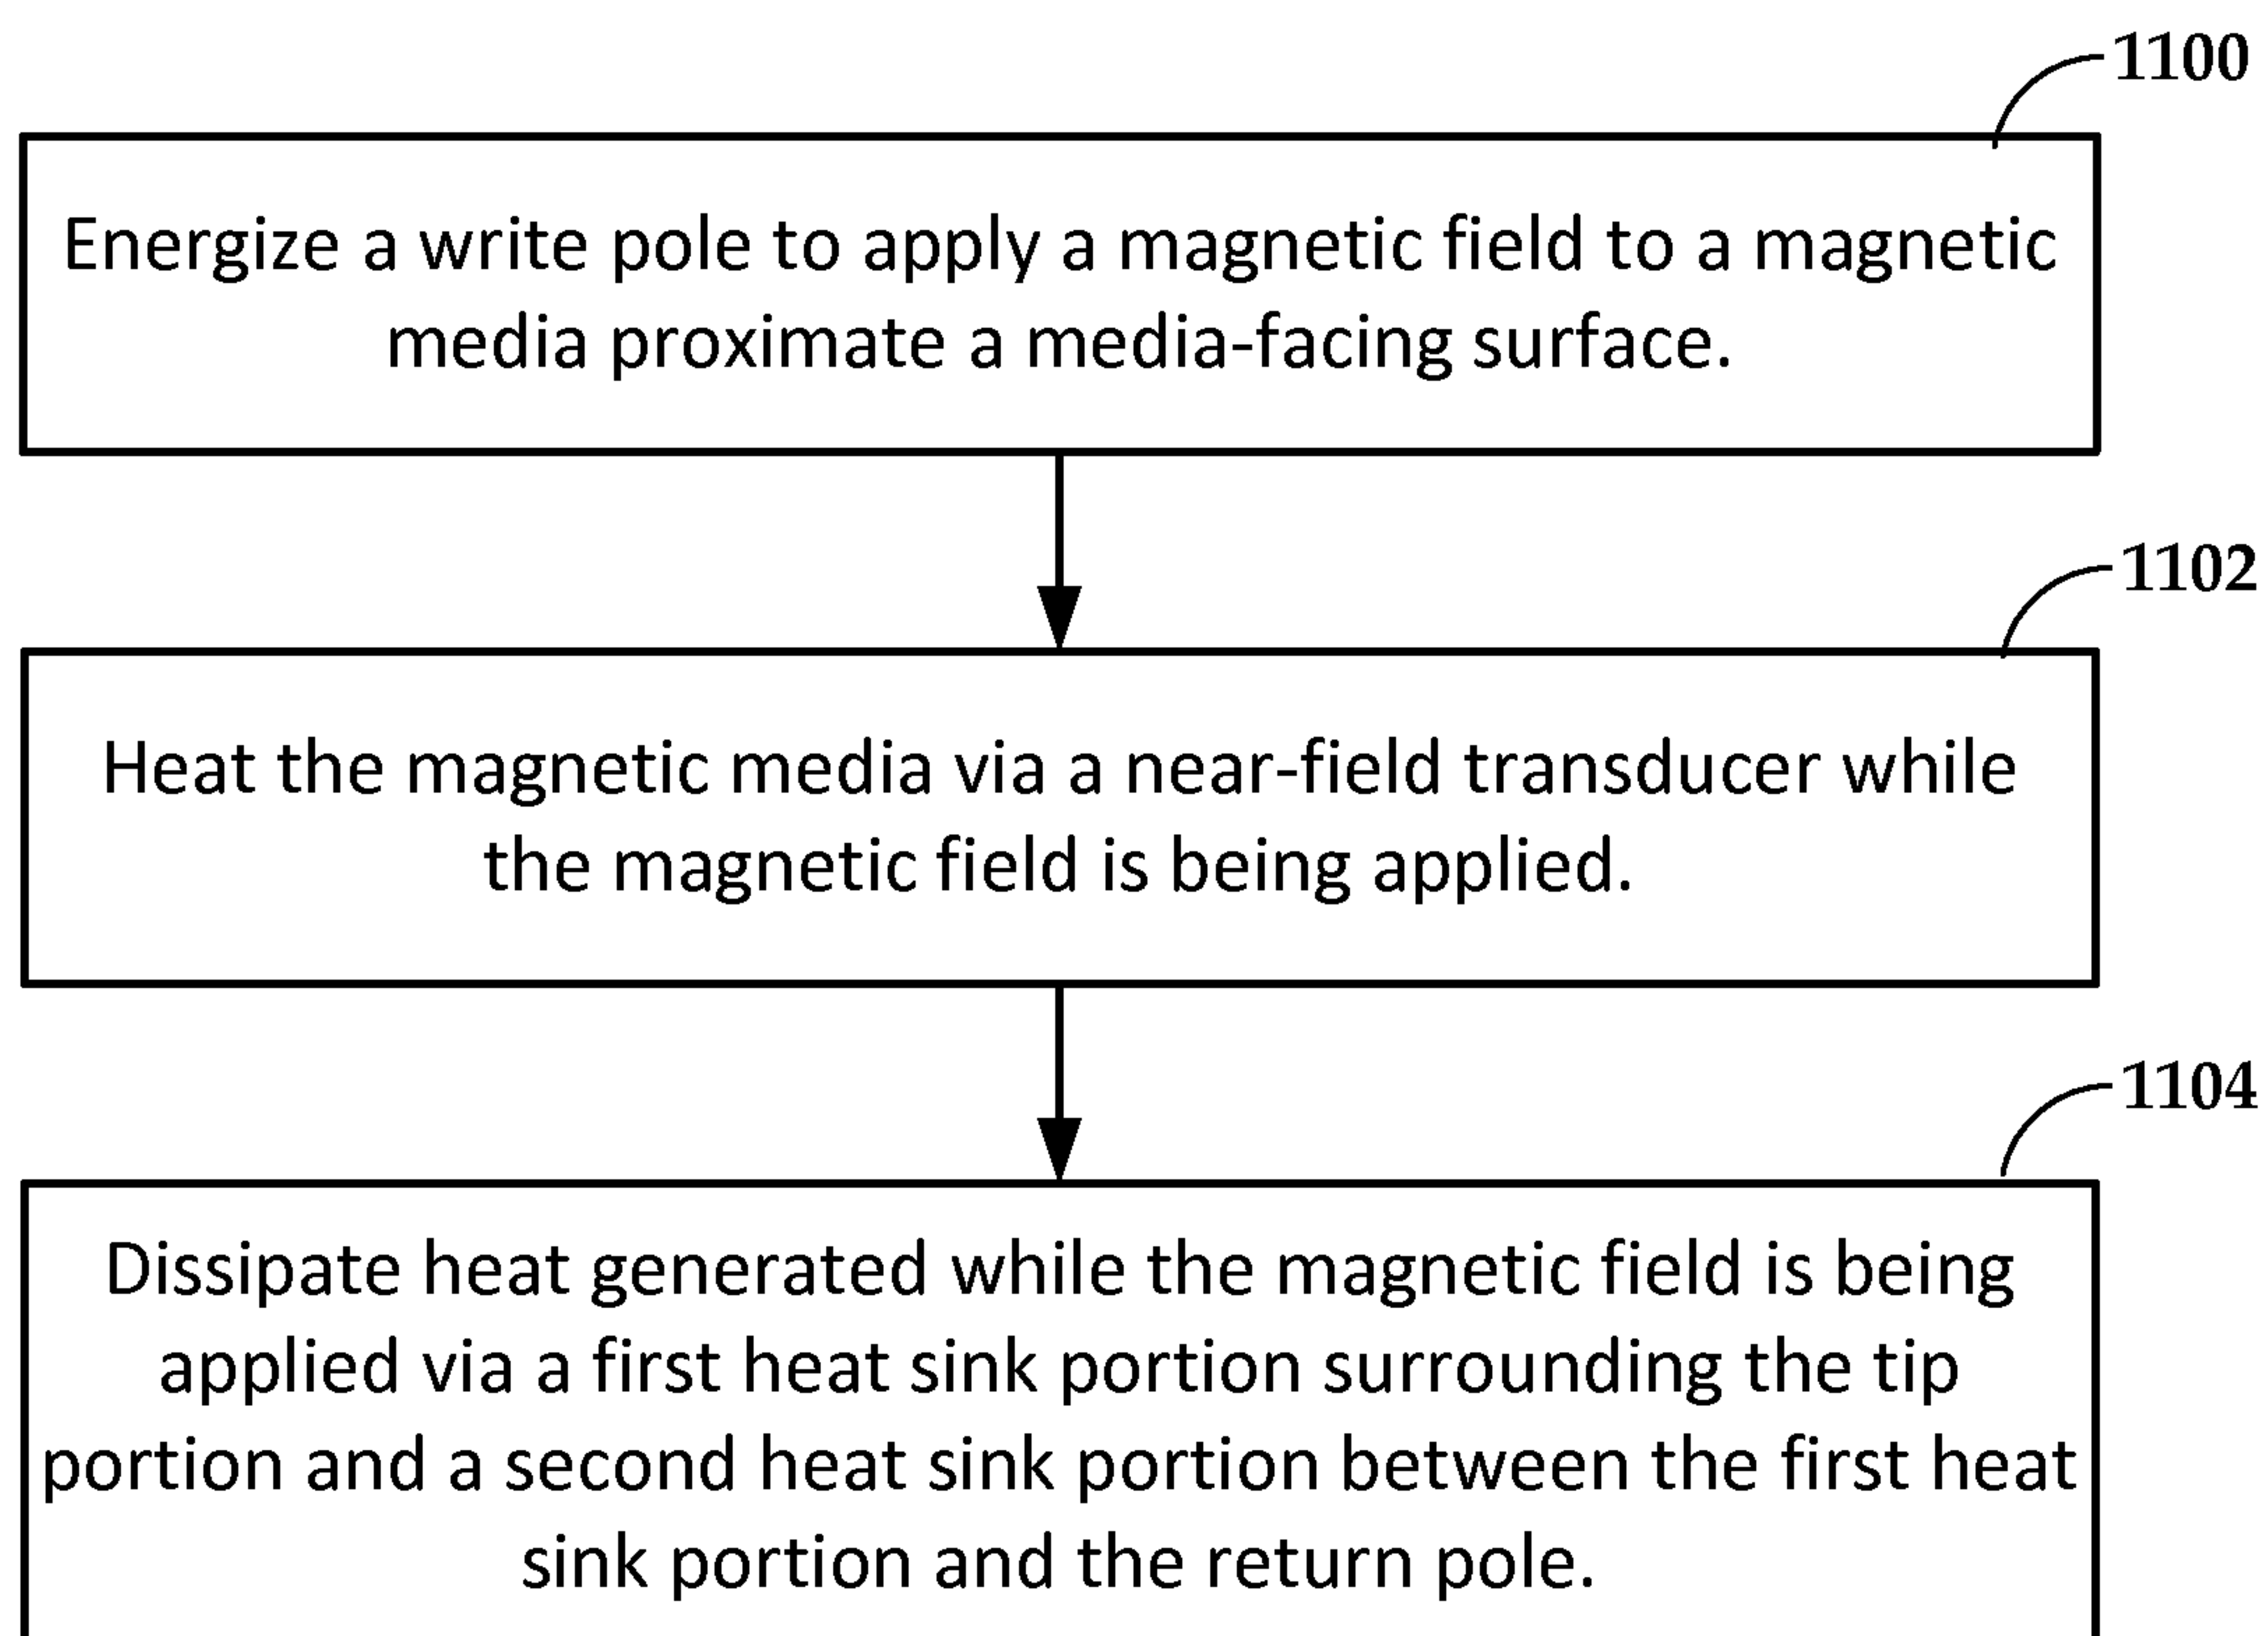 1100
Energize a write pole to apply a magnetic field to a magnetic
media proximate a media-facing surface.
1102
Heat the magnetic media via a near-field transducer while
the magnetic field is being applied.
1104
Dissipate heat generated while the magnetic field is being
applied via a first heat sink portion surrounding the tip
portion and a second heat sink portion between the first heat
sink portion and the return pole.